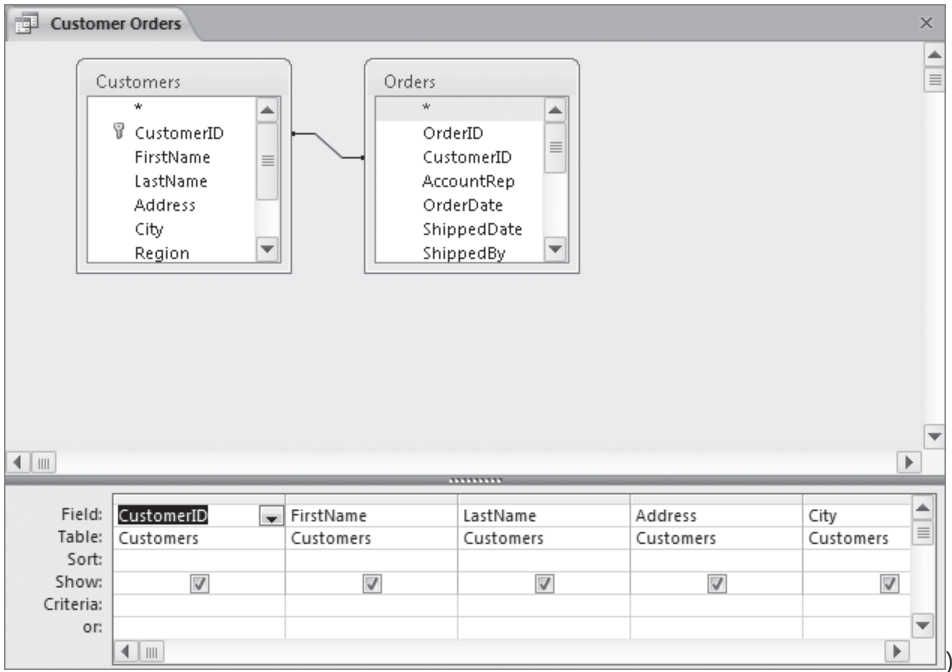 Customer Orders
Customers
*
CustomerID
FirstName
LastName
Address
City
Region
Orders
*
OrderID
CustomerID
AccountRep
OrderDate
ShippedDate
ShippedBy
Field: CustomerID FirstName LastName Address City
Table: Customers Customers Customers Customers Customers
Sort:
Show:
Criteria:
or:
)